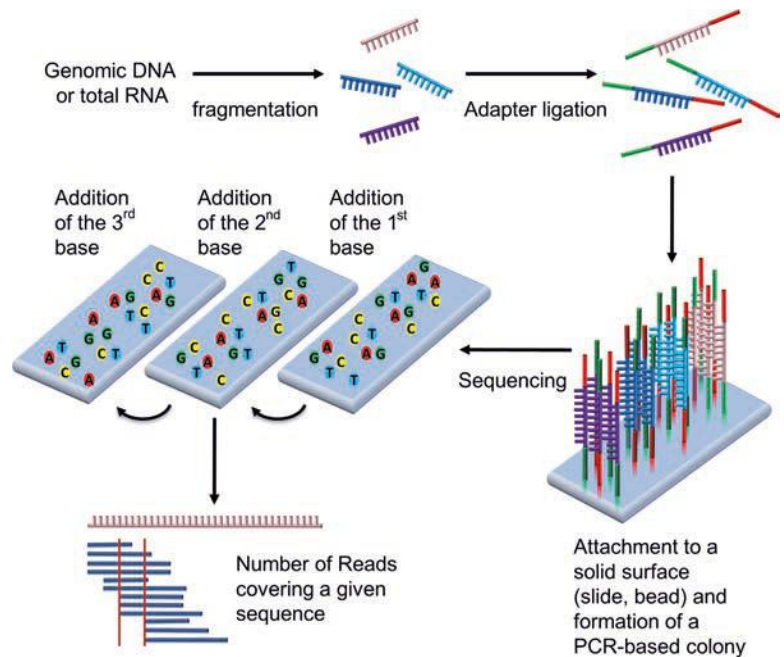 Genomic DNA
or total RNA
fragmentation
Adapter ligation
Addition
of the 3rd
base
Addition
of the 2nd
base
Addition
of the 1st
base
Sequencing
Number of Reads
covering a given
sequence
Attachment to a
solid surface
(slide, bead) and
formation of a
PCR-based colony